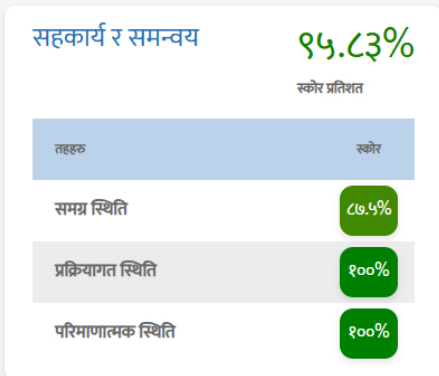 सहकार्य र समन्वय ९५.८३%
स्कोर प्रतिशत
तहहरु स्कोर
समग्र स्थिति ८७.५%
प्रक्रियागत स्थिति १००%
परिमाणात्मक स्थिति १००%